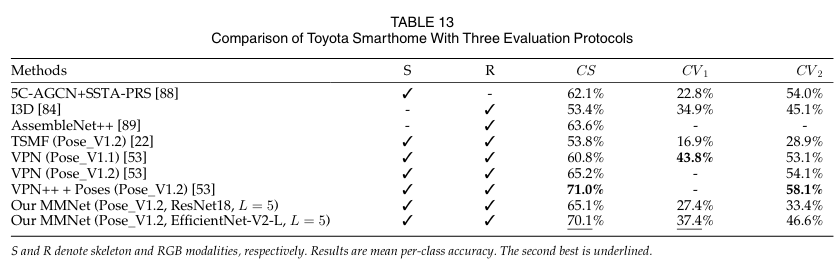 TABLE 13
Comparison of Toyota Smarthome With Three Evaluation Protocols
Methods S R CS CV1 CV2
5C-AGCN+SSTA-PRS [88] ✓ - 62.1% 22.8% 54.0%
I3D [84] - ✓ 53.4% 34.9% 45.1%
AssembleNet++ [89] - ✓ 63.6% - -
TSMF (Pose_V1.2) [22] ✓ ✓ 53.8% 16.9% 28.9%
VPN (Pose_V1.1) [53] ✓ ✓ 60.8% 43.8% 53.1%
VPN (Pose_V1.2) [53] ✓ ✓ 65.2% - 54.1%
VPN++ + Poses (Pose_V1.2) [53] ✓ ✓ 71.0% - 58.1%
Our MMNet (Pose_V1.2, ResNet18, L = 5) ✓ ✓ 65.1% 27.4% 33.4%
Our MMNet (Pose_V1.2, EfficientNet-V2-L, L = 5) ✓ ✓ 70.1% 37.4% 46.6%
S and R denote skeleton and RGB modalities, respectively. Results are mean per-class accuracy. The second best is underlined.